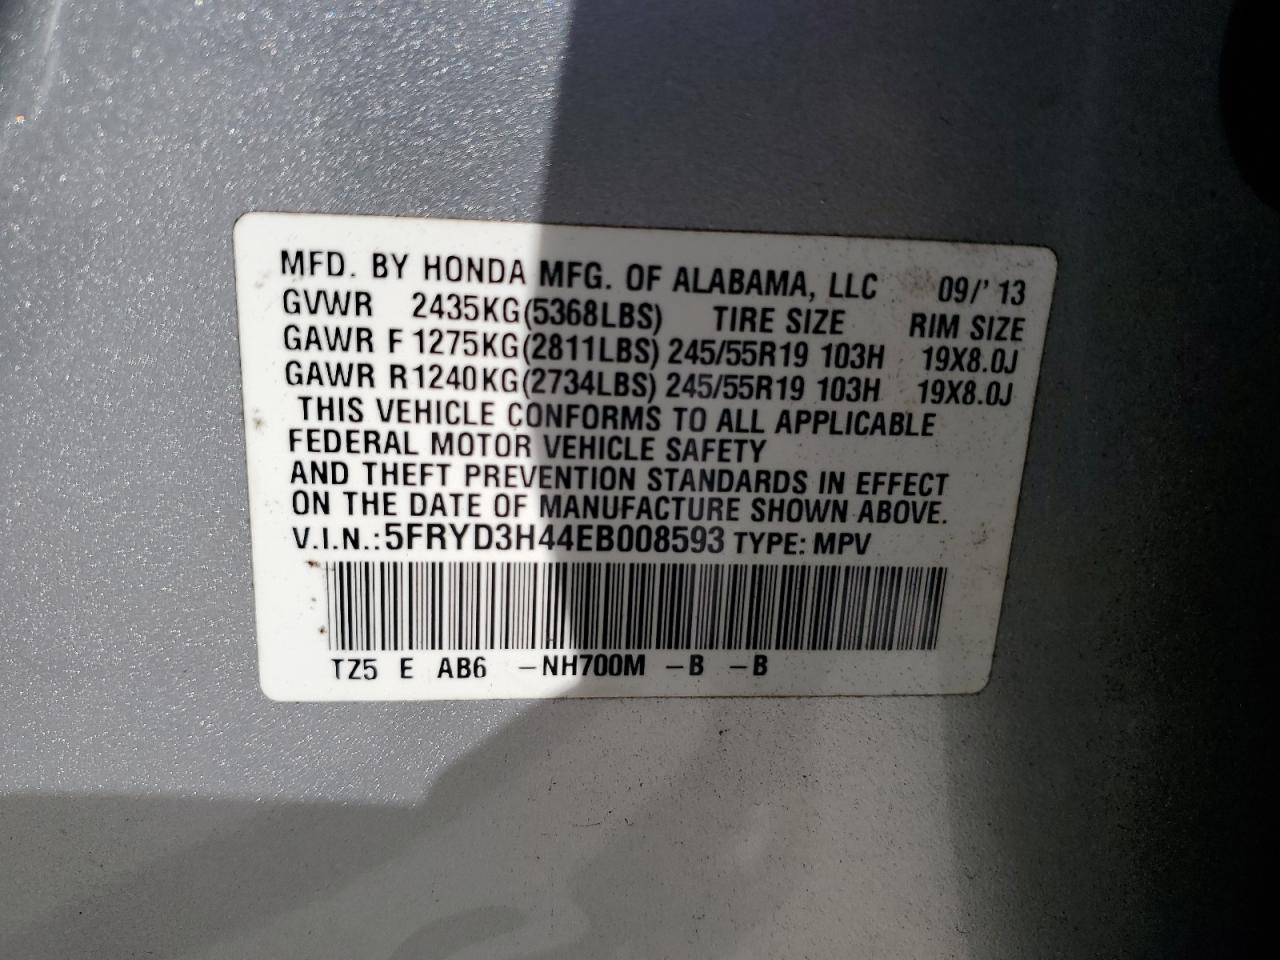 MFD. BY HONDA MFG. OF ALABAMA, LLC 09/' 13
GVWR 2435KG(5368LBS) TIRE SIZE RIM SIZE
GAWR F 1275KG(2811LBS) 245/55R19 103H 19X8.0J
GAWR R1240KG(2734LBS) 245/55R19 103H 19X8.0J
THIS VEHICLE CONFORMS TO ALL APPLICABLE
FEDERAL MOTOR VEHICLE SAFETY
AND THEFT PREVENTION STANDARDS IN EFFECT
ON THE DATE OF MANUFACTURE SHOWN ABOVE.
V.I.N.: 5FRYD3H44EB008593 TYPE: MPV
TZ5 E AB6 -NH700M -B -B